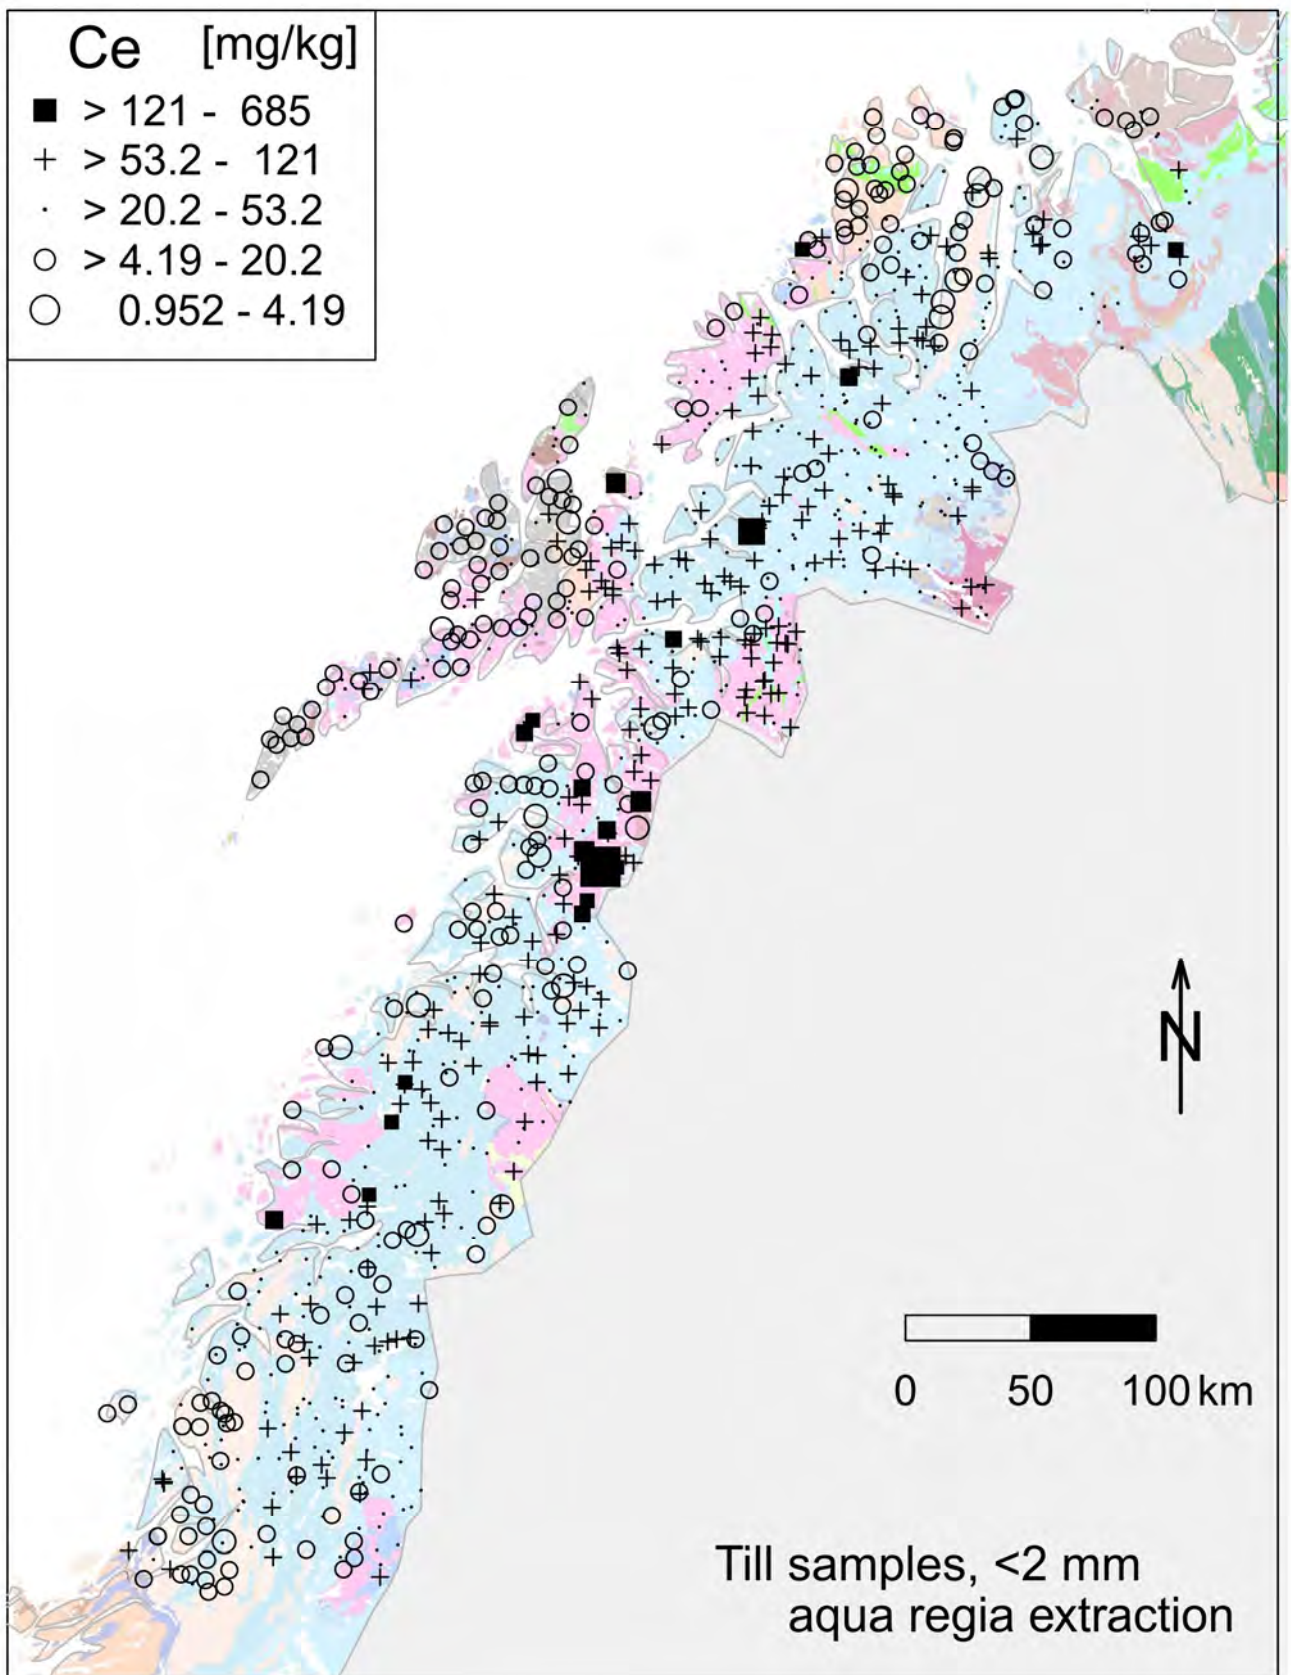 Ce [mg/kg]
> 121 - 685
> 53.2 - 121
> 20.2 - 53.2
> 4.19 - 20.2
0.952 - 4.19
N
0 50 100 km
Till samples, <2 mm
aqua regia extraction